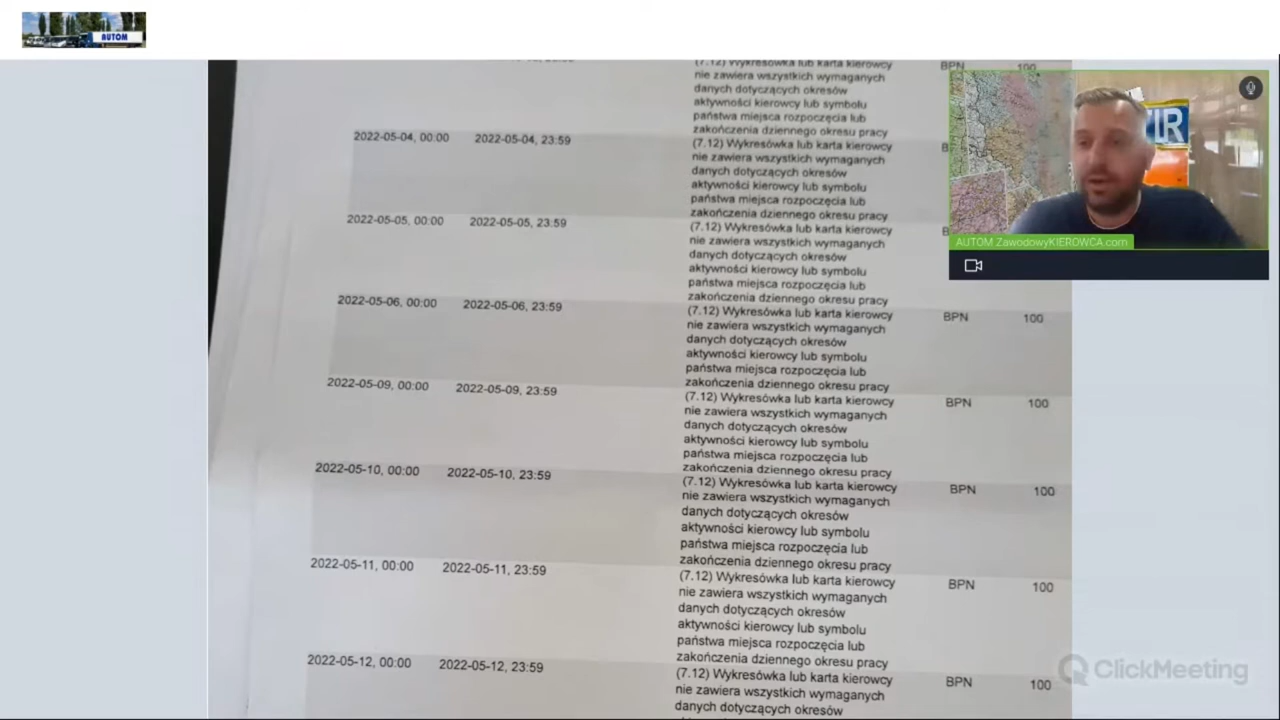 AUTOM
(7.12) Wykresówka lub karta kierowcy BPN 100
nie zawiera wszystkich wymaganych
danych dotyczących okresów
aktywności kierowcy lub symbolu
państwa miejsca rozpoczęcia lub
zakończenia dziennego okresu pracy
2022-05-04, 00:00 2022-05-04, 23:59 (7.12) Wykresówka lub karta kierowcy
nie zawiera wszystkich wymaganych
danych dotyczących okresów
aktywności kierowcy lub symbolu
państwa miejsca rozpoczęcia lub
zakończenia dziennego okresu pracy
2022-05-05, 00:00 2022-05-05, 23:59 (7.12) Wykresówka lub karta kierowcy
nie zawiera wszystkich wymaganych
danych dotyczących okresów
aktywności kierowcy lub symbolu
państwa miejsca rozpoczęcia lub
zakończenia dziennego okresu pracy
2022-05-06, 00:00 2022-05-06, 23:59 (7.12) Wykresówka lub karta kierowcy BPN 100
nie zawiera wszystkich wymaganych
danych dotyczących okresów
aktywności kierowcy lub symbolu
państwa miejsca rozpoczęcia lub
zakończenia dziennego okresu pracy
2022-05-09, 00:00 2022-05-09, 23:59 (7.12) Wykresówka lub karta kierowcy BPN 100
nie zawiera wszystkich wymaganych
danych dotyczących okresów
aktywności kierowcy lub symbolu
państwa miejsca rozpoczęcia lub
zakończenia dziennego okresu pracy
2022-05-10, 00:00 2022-05-10, 23:59 (7.12) Wykresówka lub karta kierowcy BPN 100
nie zawiera wszystkich wymaganych
danych dotyczących okresów
aktywności kierowcy lub symbolu
państwa miejsca rozpoczęcia lub
zakończenia dziennego okresu pracy
2022-05-11, 00:00 2022-05-11, 23:59 (7.12) Wykresówka lub karta kierowcy BPN 100
nie zawiera wszystkich wymaganych
danych dotyczących okresów
aktywności kierowcy lub symbolu
państwa miejsca rozpoczęcia lub
zakończenia dziennego okresu pracy
2022-05-12, 00:00 2022-05-12, 23:59 (7.12) Wykresówka lub karta kierowcy BPN 100
nie zawiera wszystkich wymaganych
danych dotyczących okresów
AUTOM ZawodowyKIEROWCA.com
ClickMeeting